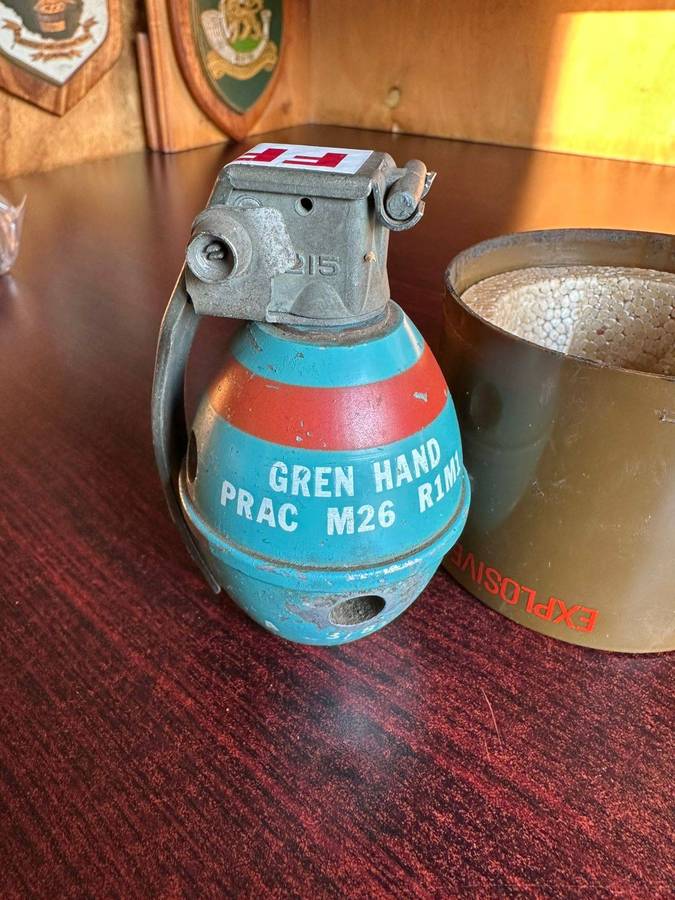 FF
215
GREN HAND
PRAC M26 R1M1
EXPLOSIVE